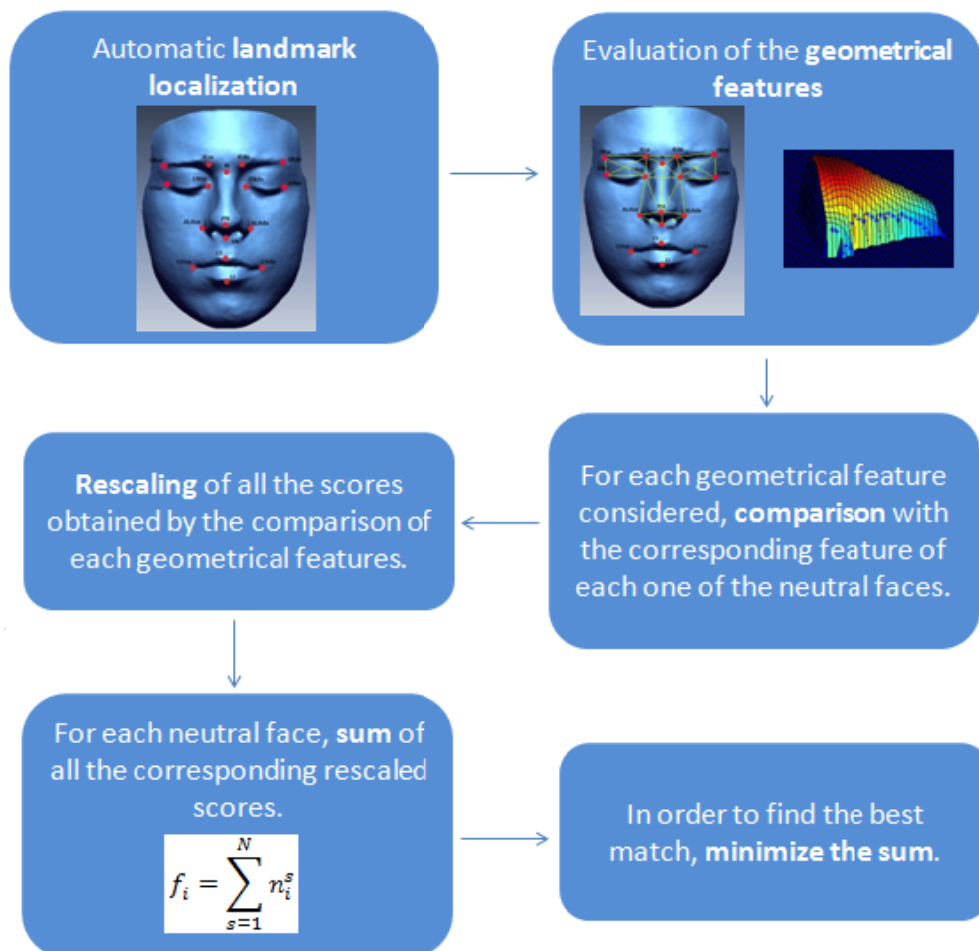 Automatic landmark
localization
Evaluation of the geometrical
features
For each geometrical feature
considered, comparison with
the corresponding feature of
each one of the neutral faces.
Rescaling of all the scores
obtained by the comparison of
each geometrical features.
For each neutral face, sum of
all the corresponding rescaled
scores.
f_i = \sum_{s=1}^{N} n_i^s
In order to find the best
match, minimize the sum.